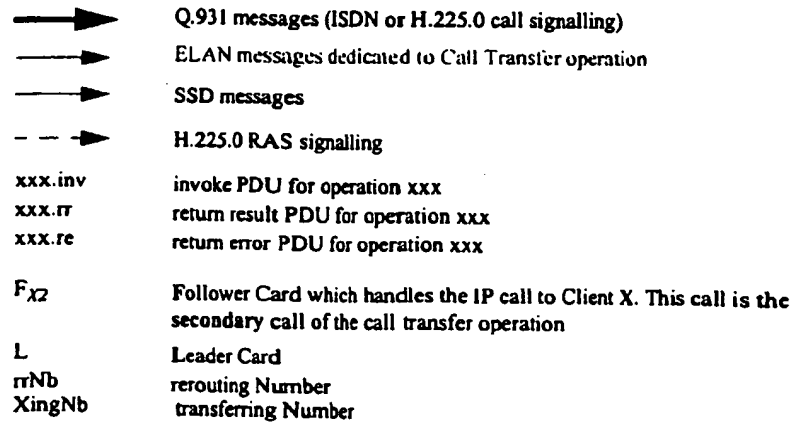 Q.931 messages (ISDN or H.225.0 call signalling)
ELAN messages dedicated to Call Transfer operation
SSD messages
H.225.0 RAS signalling
xxx.inv invoke PDU for operation xxx
xxx.rr return result PDU for operation xxx
xxx.re return error PDU for operation xxx
FX2 Follower Card which handles the IP call to Client X. This call is the
secondary call of the call transfer operation
L Leader Card
rrNb rerouting Number
XingNb transferring Number